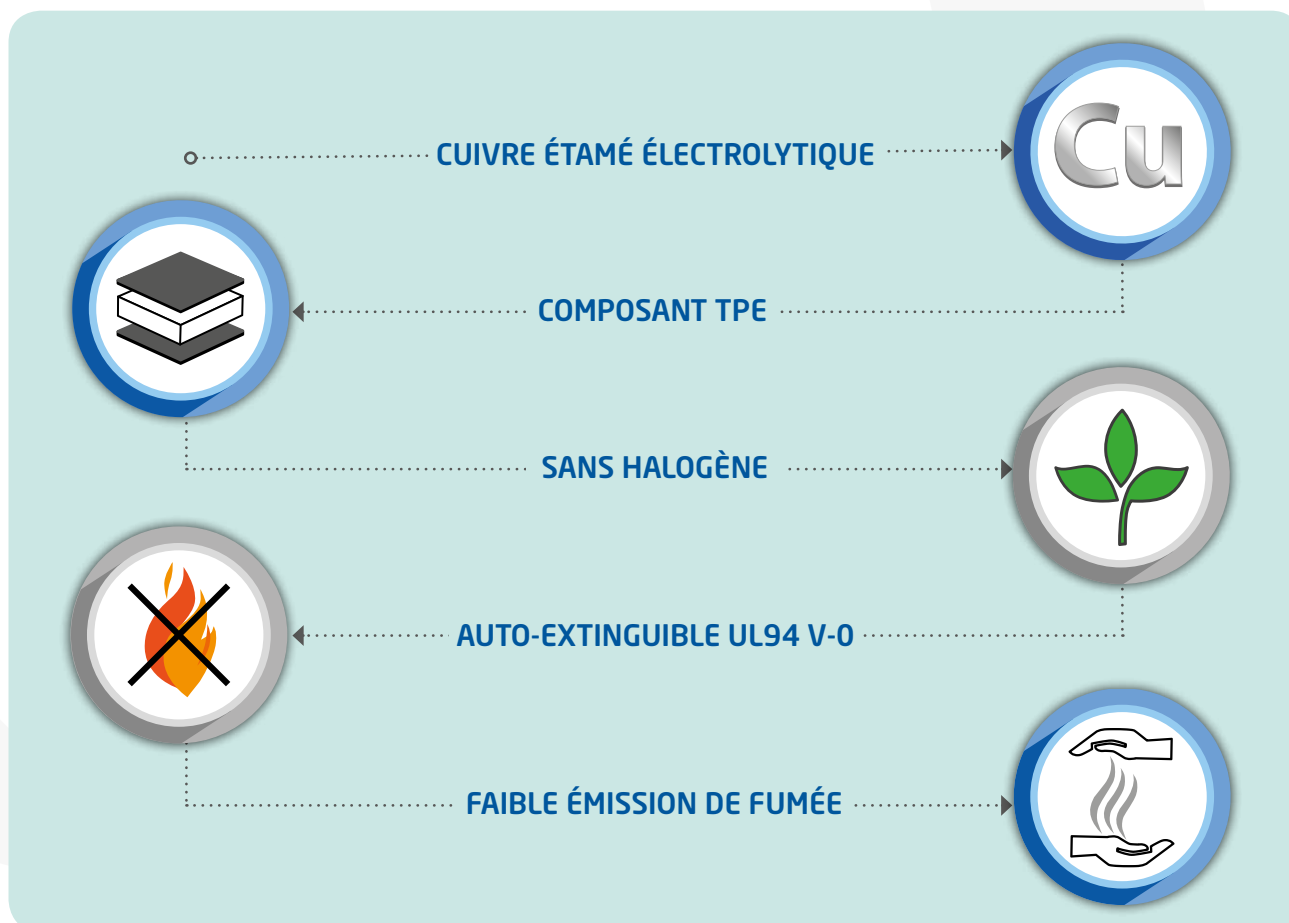 CUIVRE ÉTAMÉ ÉLECTROLYTIQUE
Cu
COMPOSANT TPE
SANS HALOGÈNE
AUTO-EXTINGUIBLE UL94 V-0
FAIBLE ÉMISSION DE FUMÉE